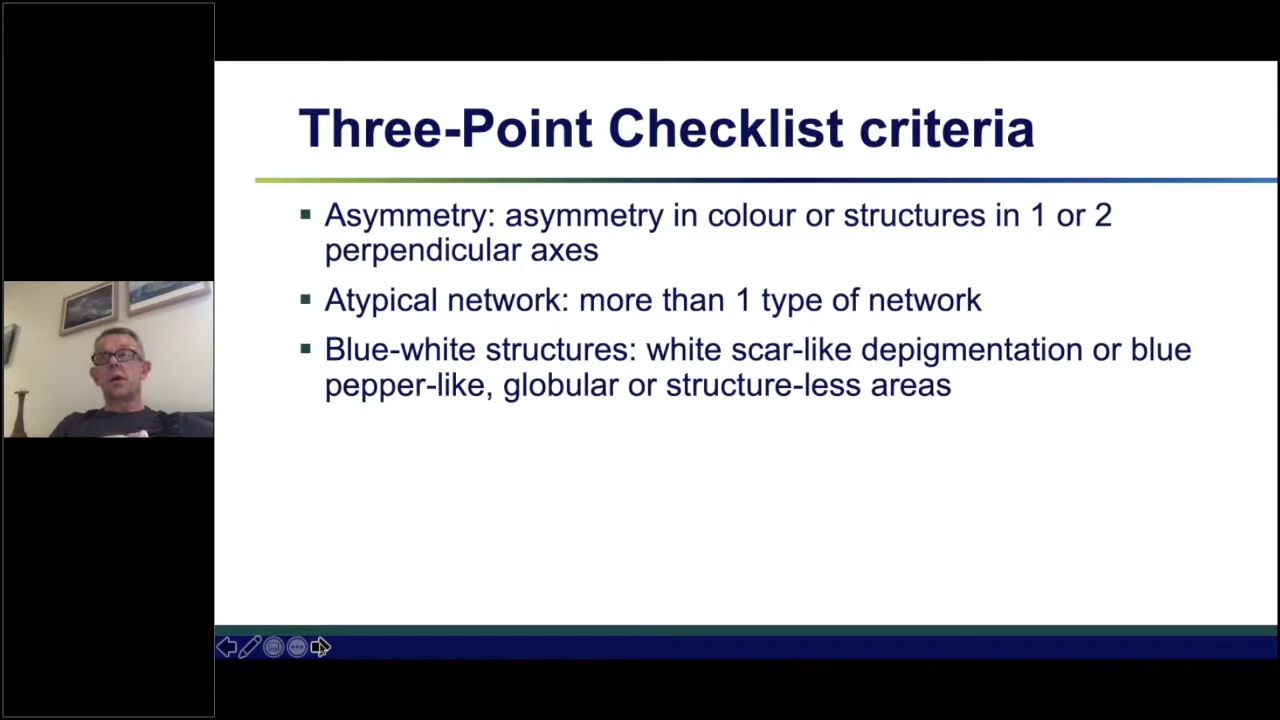 Three-Point Checklist criteria
Asymmetry: asymmetry in colour or structures in 1 or 2
perpendicular axes
Atypical network: more than 1 type of network
Blue-white structures: white scar-like depigmentation or blue
pepper-like, globular or structure-less areas